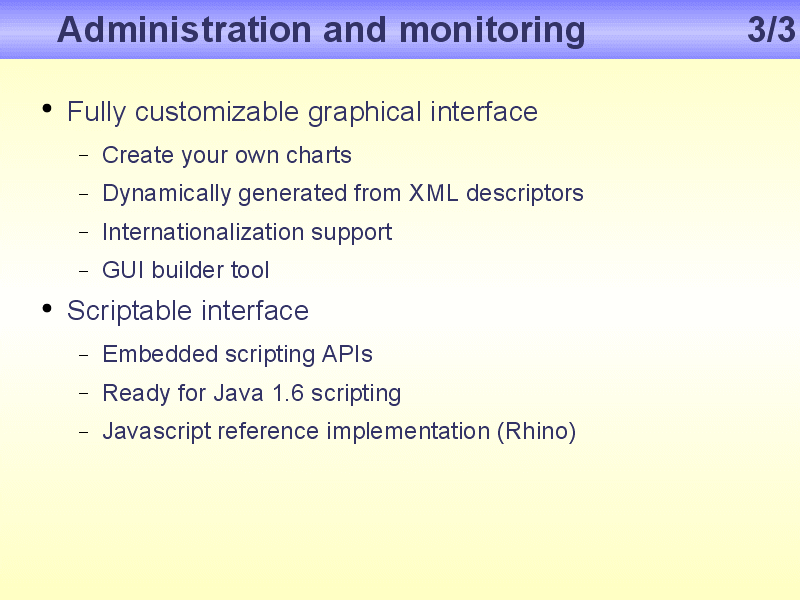 Administration and monitoring 3/3
• Fully customizable graphical interface
– Create your own charts
– Dynamically generated from XML descriptors
– Internationalization support
– GUI builder tool
• Scriptable interface
– Embedded scripting APIs
– Ready for Java 1.6 scripting
– Javascript reference implementation (Rhino)